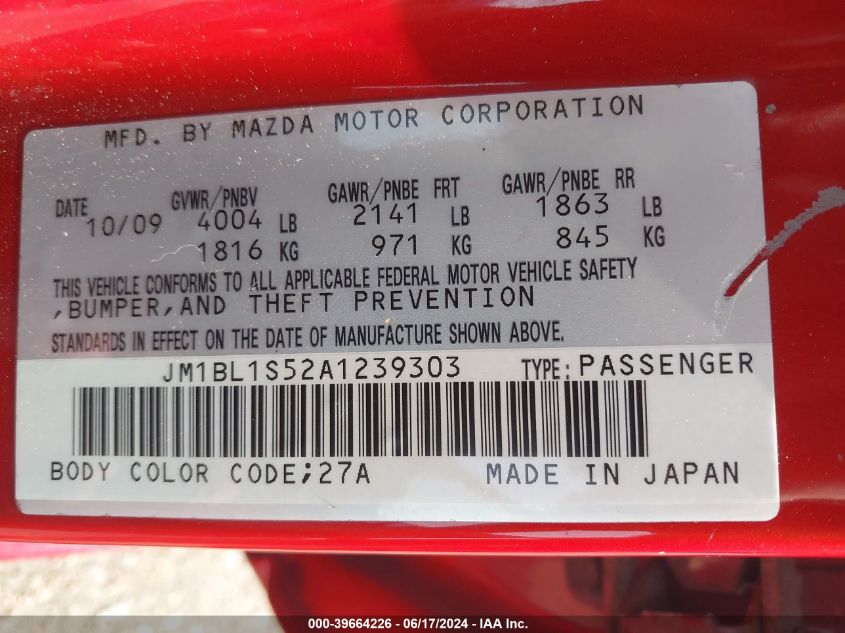 MFD. BY MAZDA MOTOR CORPORATION
DATE GVWR/PNBV GAWR/PNBE FRT GAWR/PNBE RR
10/09 4004 LB 2141 LB 1863 LB
1816 KG 971 KG 845 KG
THIS VEHICLE CONFORMS TO ALL APPLICABLE FEDERAL MOTOR VEHICLE SAFETY
,BUMPER,AND THEFT PREVENTION
STANDARDS IN EFFECT ON THE DATE OF MANUFACTURE SHOWN ABOVE.
JM1BL1S52A1239303 TYPE:PASSENGER
BODY COLOR CODE;27A MADE IN JAPAN
000-39664226 - 06/17/2024 - IAA Inc.